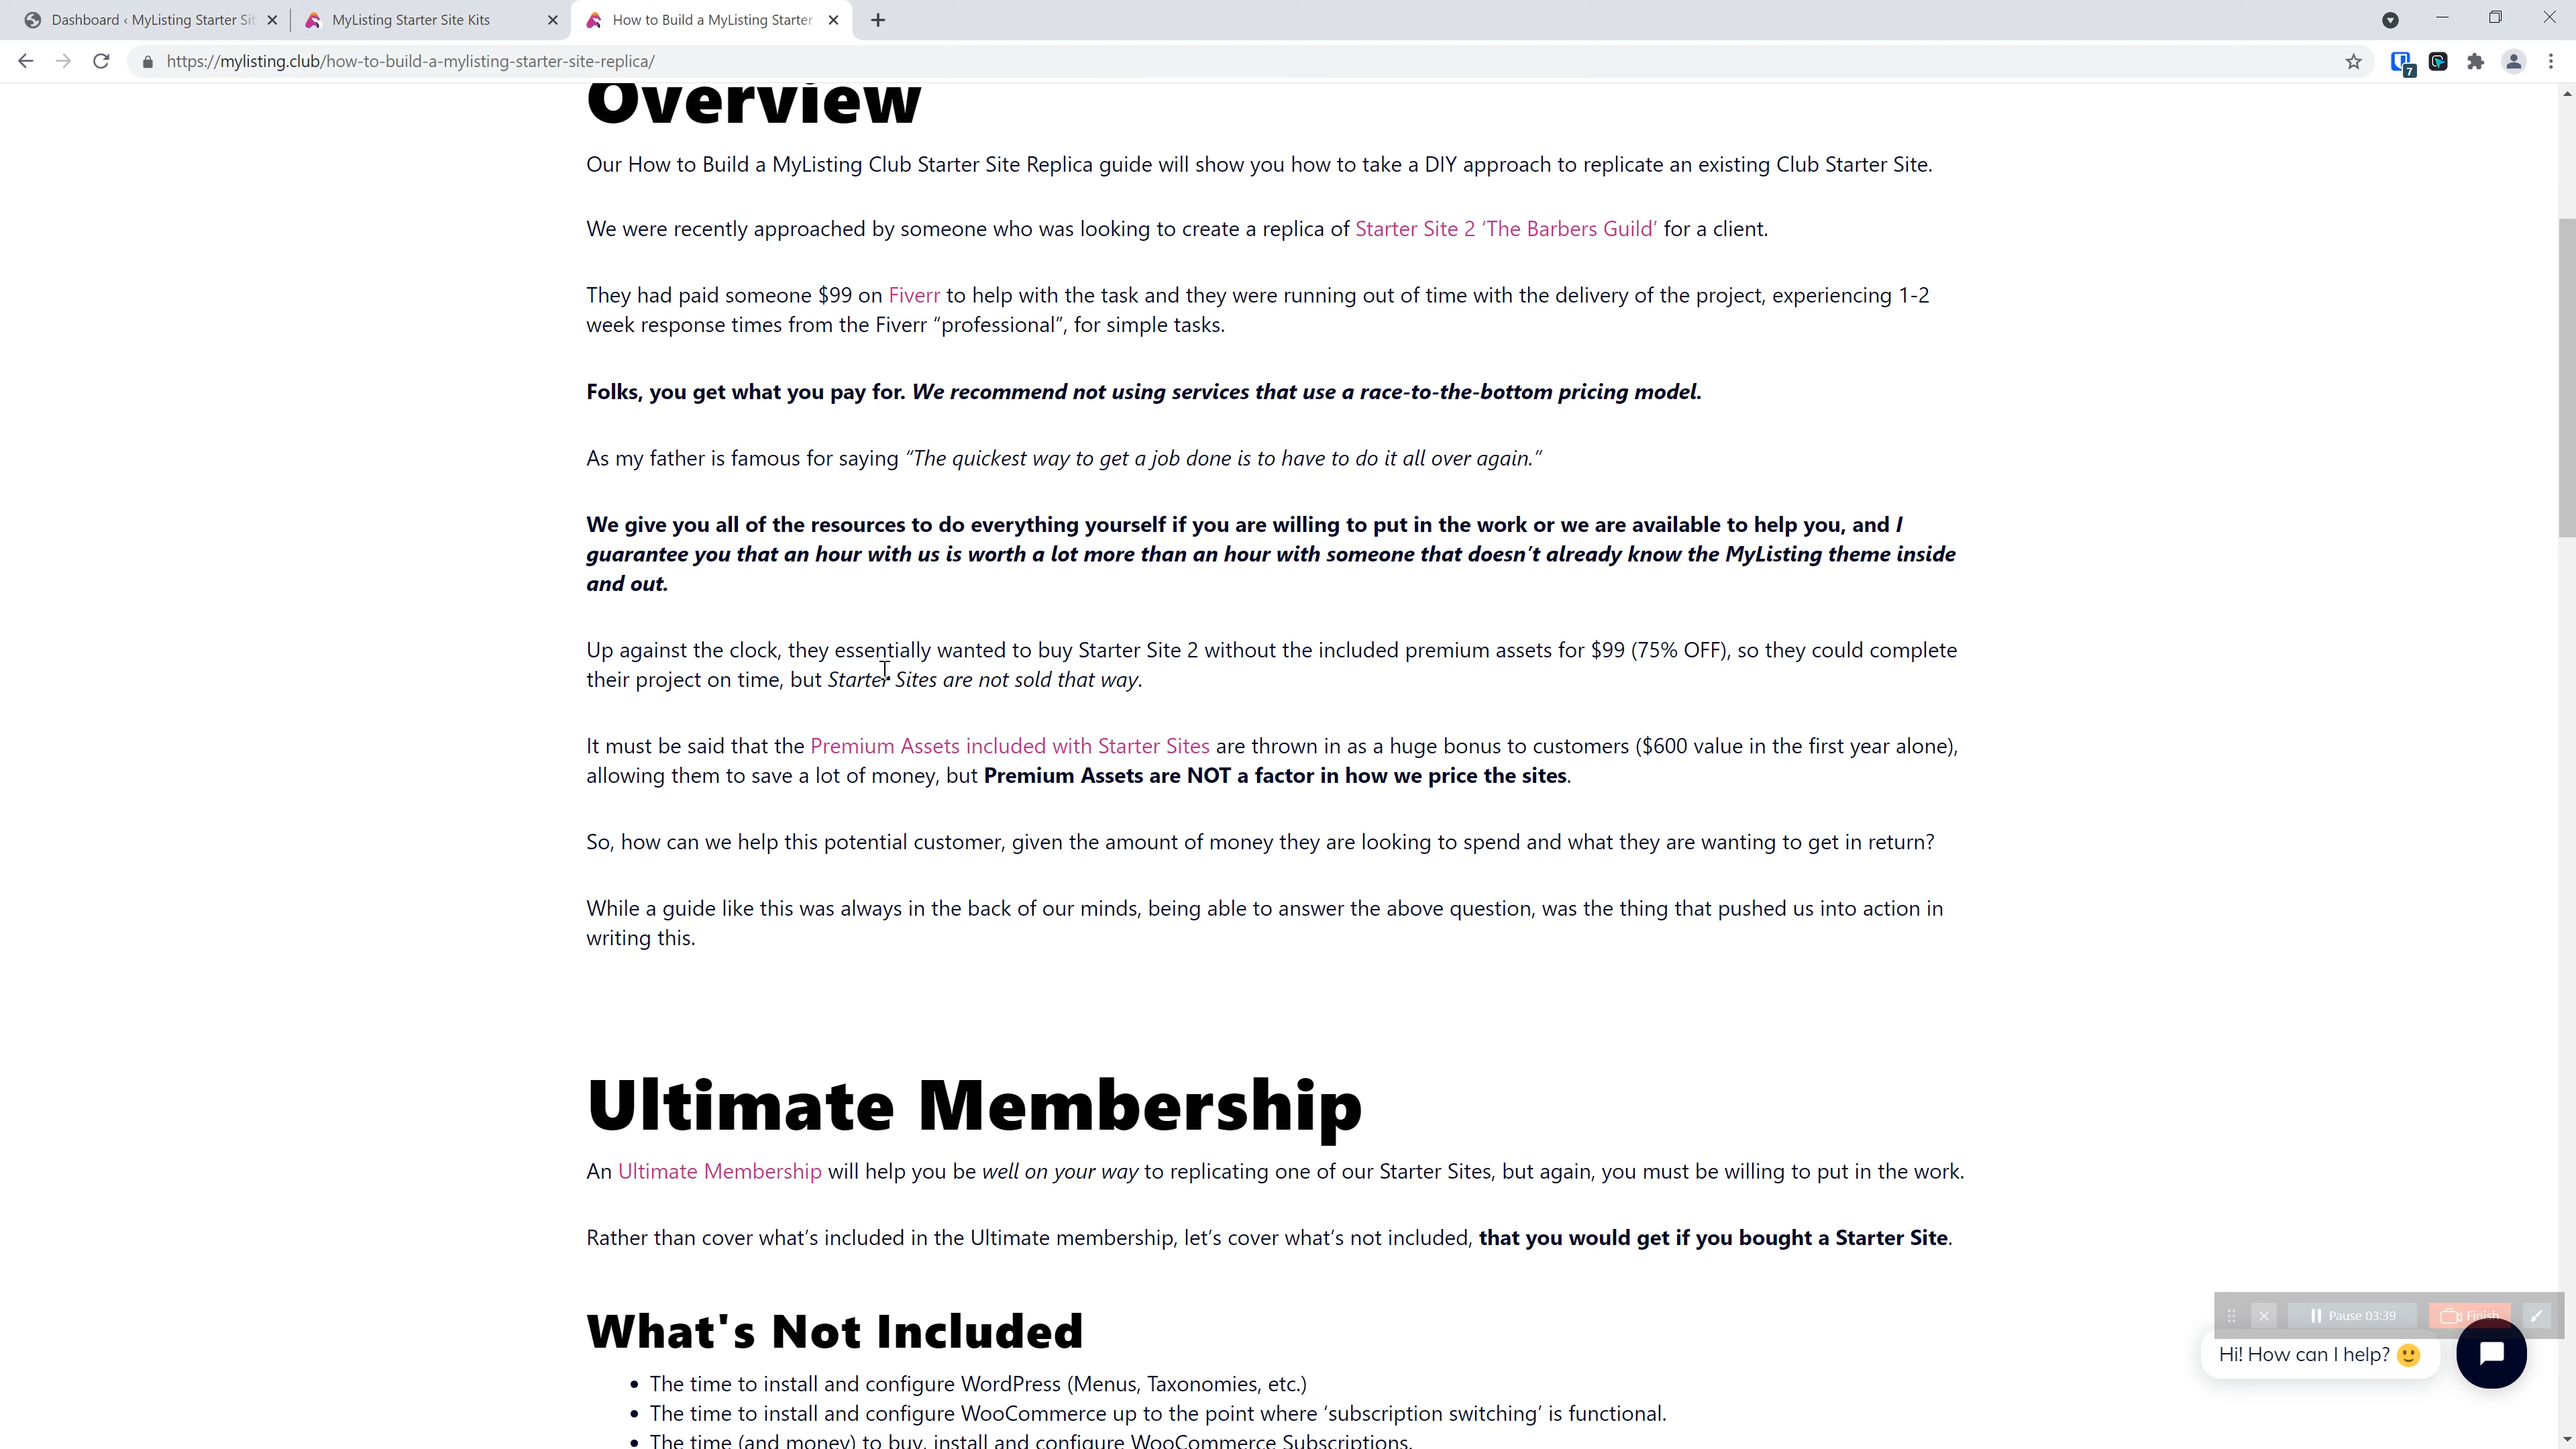 Dashboard ‹ MyListing Starter Sit
MyListing Starter Site Kits
How to Build a MyListing Starter
https://mylisting.club/how-to-build-a-mylisting-starter-site-replica/
7
Overview
Our How to Build a MyListing Club Starter Site Replica guide will show you how to take a DIY approach to replicate an existing Club Starter Site.
We were recently approached by someone who was looking to create a replica of Starter Site 2 ‘The Barbers Guild’ for a client.
They had paid someone $99 on Fiverr to help with the task and they were running out of time with the delivery of the project, experiencing 1-2
week response times from the Fiverr “professional”, for simple tasks.
Folks, you get what you pay for. We recommend not using services that use a race-to-the-bottom pricing model.
As my father is famous for saying “The quickest way to get a job done is to have to do it all over again.”
We give you all of the resources to do everything yourself if you are willing to put in the work or we are available to help you, and I
guarantee you that an hour with us is worth a lot more than an hour with someone that doesn’t already know the MyListing theme inside
and out.
Up against the clock, they essentially wanted to buy Starter Site 2 without the included premium assets for $99 (75% OFF), so they could complete
their project on time, but Starter Sites are not sold that way.
It must be said that the Premium Assets included with Starter Sites are thrown in as a huge bonus to customers ($600 value in the first year alone),
allowing them to save a lot of money, but Premium Assets are NOT a factor in how we price the sites.
So, how can we help this potential customer, given the amount of money they are looking to spend and what they are wanting to get in return?
While a guide like this was always in the back of our minds, being able to answer the above question, was the thing that pushed us into action in
writing this.
Ultimate Membership
An Ultimate Membership will help you be well on your way to replicating one of our Starter Sites, but again, you must be willing to put in the work.
Rather than cover what’s included in the Ultimate membership, let’s cover what’s not included, that you would get if you bought a Starter Site.
What's Not Included
• The time to install and configure WordPress (Menus, Taxonomies, etc.)
• The time to install and configure WooCommerce up to the point where ‘subscription switching’ is functional.
• The time (and money) to buy, install and configure WooCommerce Subscriptions.
Pause 03:39
Finish
Hi! How can I help? 🙂